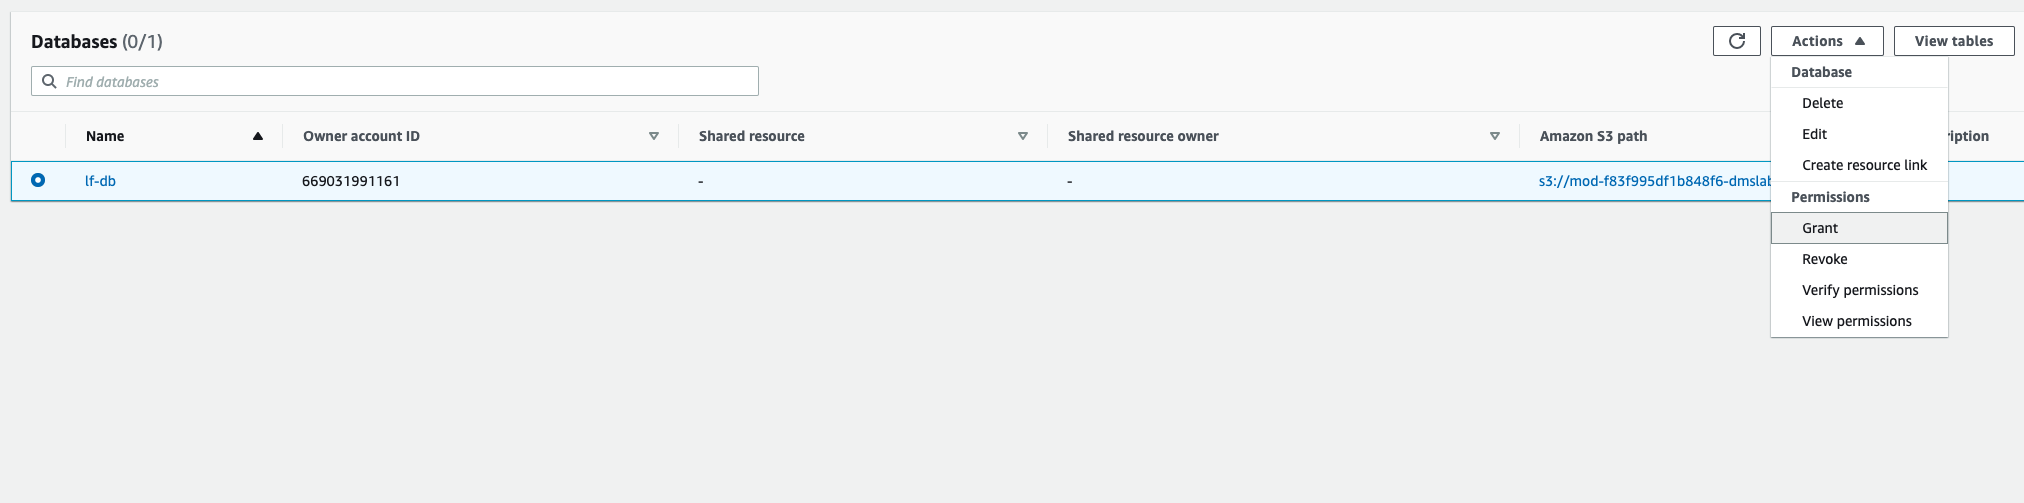 Databases (0/1)
Actions
View tables
Find databases
Database
Delete
Edit
Create resource link
Permissions
Grant
Revoke
Verify permissions
View permissions
Name
Owner account ID
Shared resource
Shared resource owner
Amazon S3 path
lf-db
669031991161
-
-
s3://mod-f83f995df1b848f6-dmslab